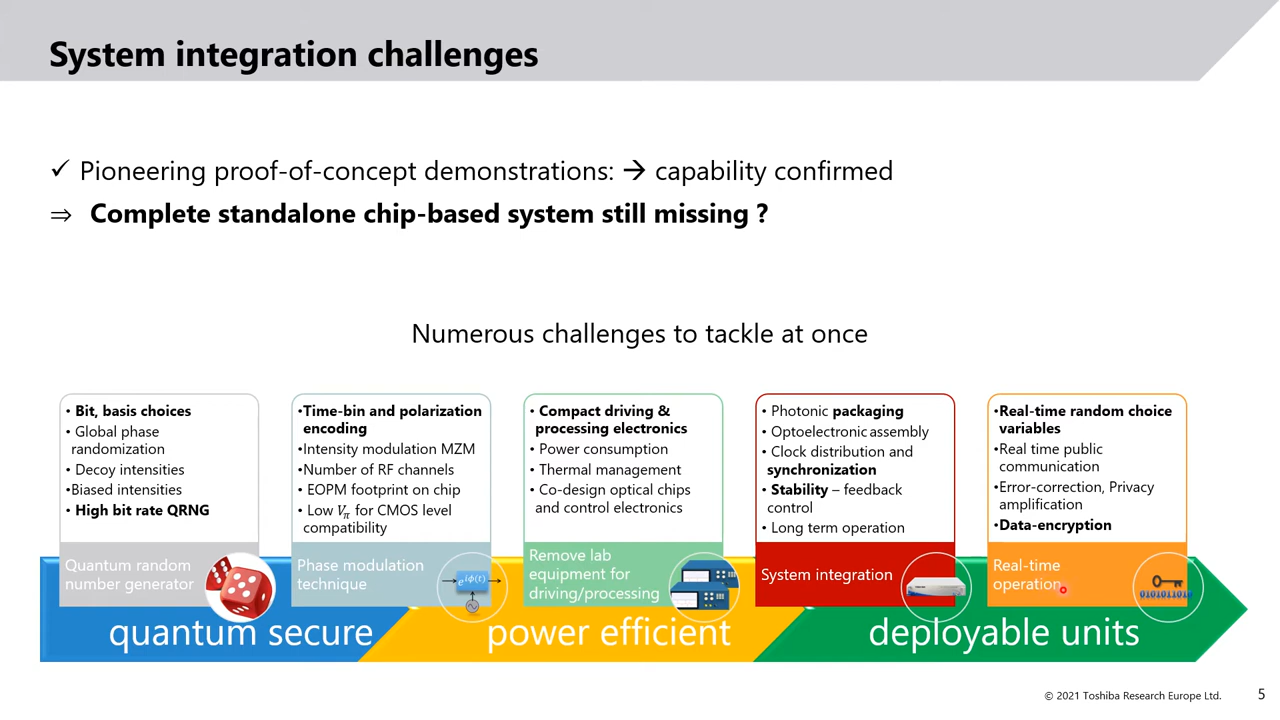 System integration challenges
✓ Pioneering proof-of-concept demonstrations: → capability confirmed
⇒ Complete standalone chip-based system still missing ?
Numerous challenges to tackle at once
• Bit, basis choices
• Global phase
randomization
• Decoy intensities
•Biased intensities
• High bit rate QRNG
Quantum random
number generator
•Time-bin and polarization
encoding
•Intensity modulation MZM
•Number of RF channels
• EOPM footprint on chip
• Low Vπ for CMOS level
compatibility
Phase modulation
technique
e^iϕ(t)
• Compact driving &
processing electronics
• Power consumption
• Thermal management
• Co-design optical chips
and control electronics
Remove lab
equipment for
driving/processing
• Photonic packaging
• Optoelectronic assembly
• Clock distribution and
synchronization
• Stability – feedback
control
• Long term operation
System integration
•Real-time random choice
variables
•Real time public
communication
•Error-correction, Privacy
amplification
•Data-encryption
Real-time
operation
0101011010
quantum secure
power efficient
deployable units
© 2021 Toshiba Research Europe Ltd.
5